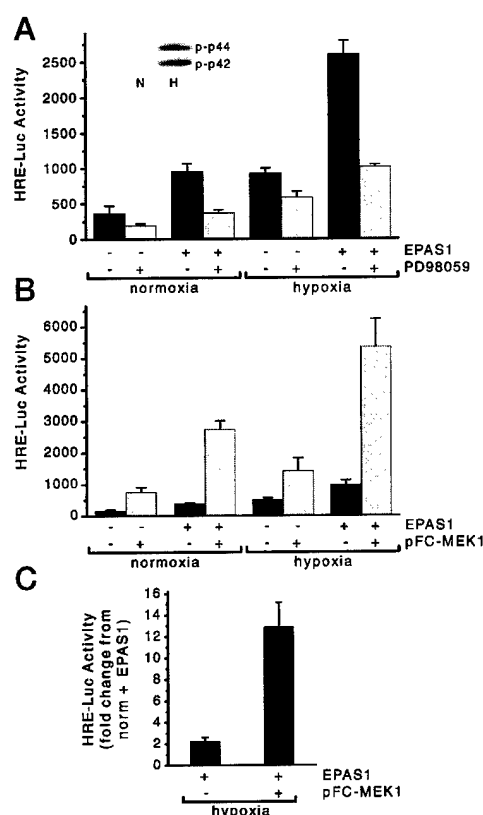 A
p-p44
p-p42
N H
HRE-Luc Activity
2500
2000
1500
1000
500
0
- - + + - - + + EPAS1
- + - + - + - + PD98059
normoxia hypoxia
B
HRE-Luc Activity
6000
5000
4000
3000
2000
1000
0
- - + + - - + + EPAS1
- + - + - + - + pFC-MEK1
normoxia hypoxia
C
HRE-Luc Activity
(fold change from
norm + EPAS1)
16
14
12
10
8
6
4
2
0
+ + EPAS1
- + pFC-MEK1
hypoxia